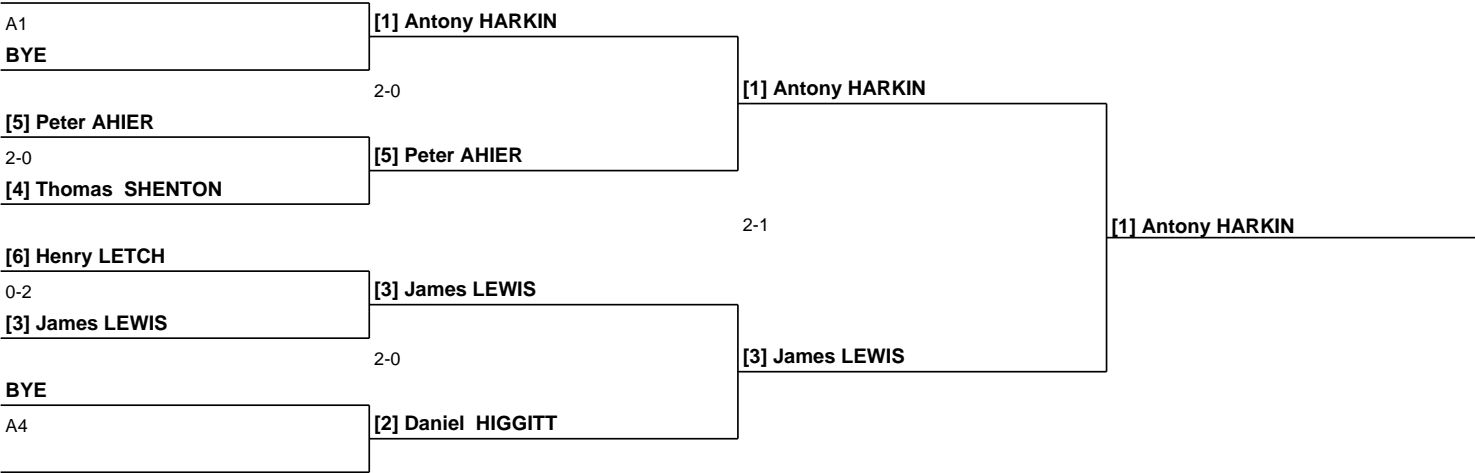 A1
BYE
[5] Peter AHIER
2-0
[4] Thomas  SHENTON
[6] Henry LETCH
0-2
[3] James LEWIS
BYE
A4
[1] Antony HARKIN
2-0
[5] Peter AHIER
[3] James LEWIS
2-0
[2] Daniel  HIGGITT
[1] Antony HARKIN
2-1
[3] James LEWIS
[1] Antony HARKIN